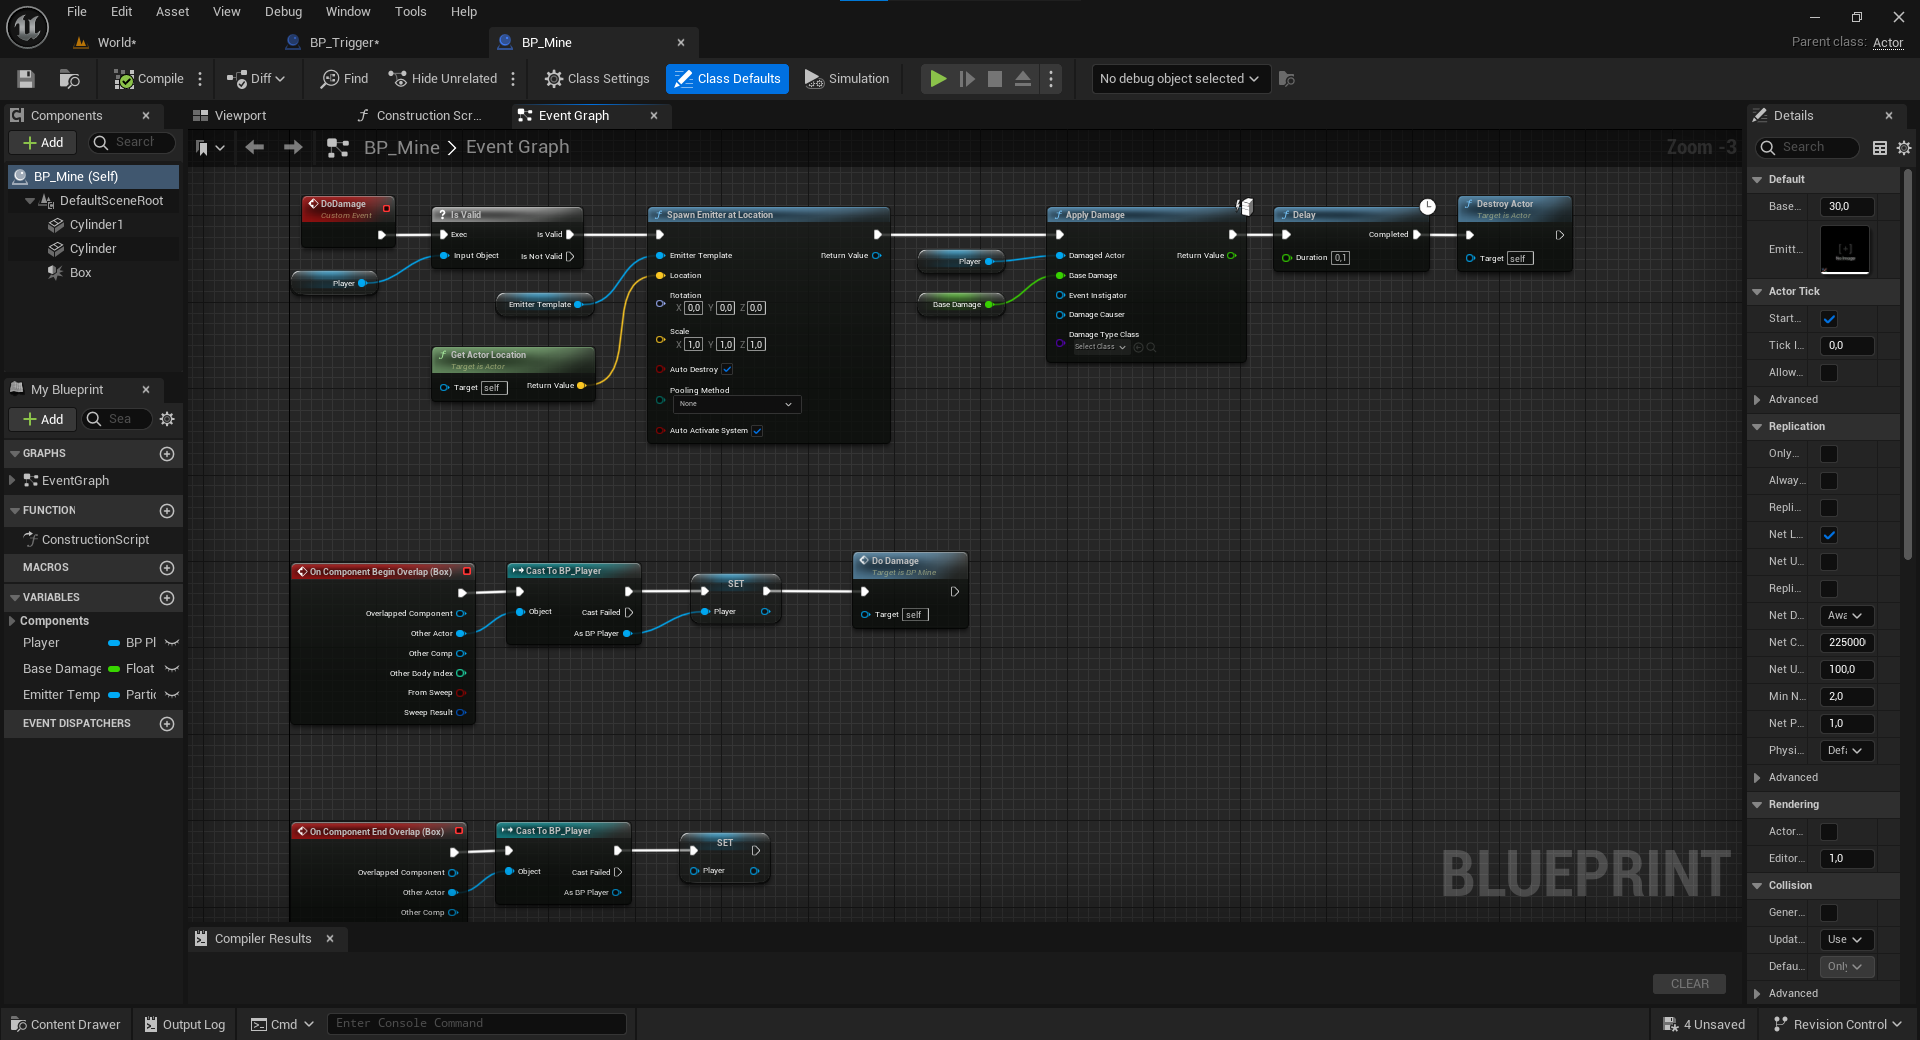 File Edit Asset View Debug Window Tools Help
World* BP_Trigger* BP_Mine
Parent class: Actor
Compile Diff Find Hide Unrelated Class Settings Class Defaults Simulation No debug object selected
Components
Add
BP_Mine (Self)
DefaultSceneRoot
Cylinder1
Cylinder
Box
My Blueprint
Add Sea
GRAPHS
EventGraph
FUNCTION
ConstructionScript
MACROS
VARIABLES
Components
Player BP Pl
Base Damage Float
Emitter Temp Partic
EVENT DISPATCHERS
Viewport Construction Scr... Event Graph
BP_Mine > Event Graph
Zoom -3
DoDamage
Custom Event
Player
Is Valid
Exec Is Valid
Input Object Is Not Valid
Emitter Template
Get Actor Location
Target is Actor
Target self Return Value
Spawn Emitter at Location
Emitter Template Return Value
Location
Rotation
X 0,0 Y 0,0 Z 0,0
Scale
X 1,0 Y 1,0 Z 1,0
Auto Destroy
Pooling Method
None
Auto Activate System
Player
Base Damage
Apply Damage
Damaged Actor Return Value
Base Damage
Event Instigator
Damage Causer
Damage Type Class
Select Class
Delay
Completed
Duration 0,1
Destroy Actor
Target is Actor
Target self
On Component Begin Overlap (Box)
Overlapped Component
Other Actor
Other Comp
Other Body Index
From Sweep
Sweep Result
Cast To BP_Player
Object Cast Failed
As BP Player
SET
Player
Do Damage
Target is BP Mine
Target self
On Component End Overlap (Box)
Overlapped Component
Other Actor
Other Comp
Cast To BP_Player
Object Cast Failed
As BP Player
SET
Player
BLUEPRINT
Compiler Results
CLEAR
Details
Search
Default
Base... 30,0
Emitt...
Actor Tick
Start...
Tick I... 0,0
Allow...
Advanced
Replication
Only...
Alway...
Repli...
Net L...
Net U...
Repli...
Net D... Awa
Net C... 225000
Net U... 100,0
Min N... 2,0
Net P... 1,0
Physi... Defa
Advanced
Rendering
Actor...
Editor... 1,0
Collision
Gener...
Updat... Use
Defau... Only
Advanced
Content Drawer Output Log Cmd Enter Console Command 4 Unsaved Revision Control